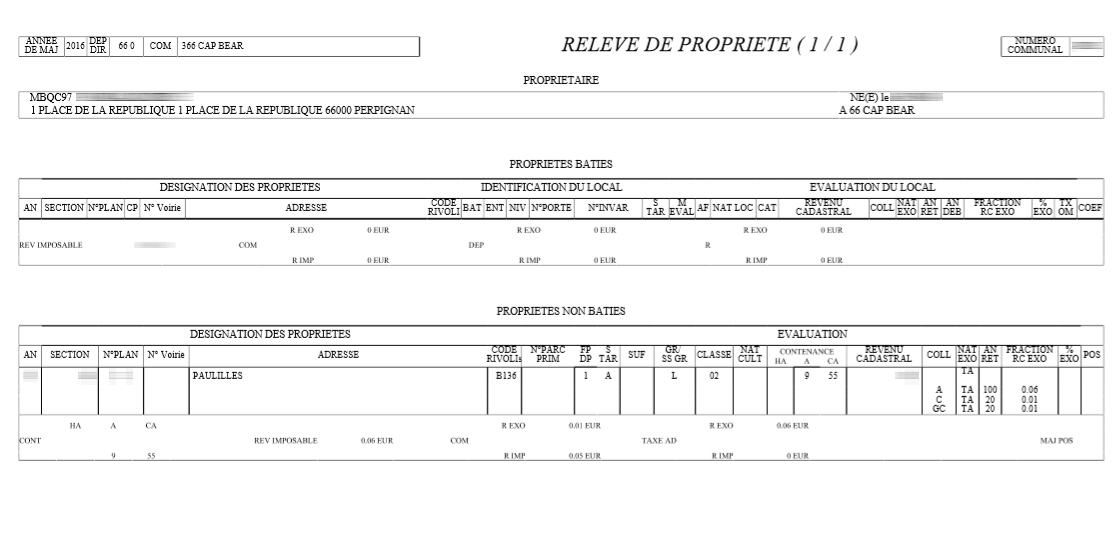 ANNEE DE MAJ 2016 DEP DIR 66 0 COM 366 CAP BEAR
RELEVE DE PROPRIETE ( 1 / 1 )
NUMERO COMMUNAL
PROPRIETAIRE
MBQC97 NE(E) le
1 PLACE DE LA REPUBLIQUE 1 PLACE DE LA REPUBLIQUE 66000 PERPIGNAN A 66 CAP BEAR
PROPRIETES BATIES
DESIGNATION DES PROPRIETES IDENTIFICATION DU LOCAL EVALUATION DU LOCAL
AN SECTION N°PLAN CP N° Voirie ADRESSE CODE RIVOLI BAT ENT NIV N°PORTE N°INVAR S TAR M EVAL AF NAT LOC CAT REVENU CADASTRAL COLL NAT EXO AN RET AN DEB FRACTION RC EXO % EXO TX OM COEF
R EXO 0 EUR R EXO 0 EUR R EXO 0 EUR
REV IMPOSABLE COM DEP R
R IMP 0 EUR R IMP 0 EUR R IMP 0 EUR
PROPRIETES NON BATIES
DESIGNATION DES PROPRIETES EVALUATION
AN SECTION N°PLAN N° Voirie ADRESSE CODE RIVOLIs N°PARC PRIM FP DP S TAR SUF GR/ SS GR CLASSE NAT CULT CONTENANCE HA A CA REVENU CADASTRAL COLL NAT EXO AN RET FRACTION RC EXO % EXO POS
TA
PAULILLES B136 1 A L 02 9 55
A TA 100 0.06
C TA 20 0.01
GC TA 20 0.01
HA A CA R EXO 0.01 EUR R EXO 0.06 EUR
CONT REV IMPOSABLE 0.06 EUR COM TAXE AD MAJ POS
9 55 R IMP 0.05 EUR R IMP 0 EUR